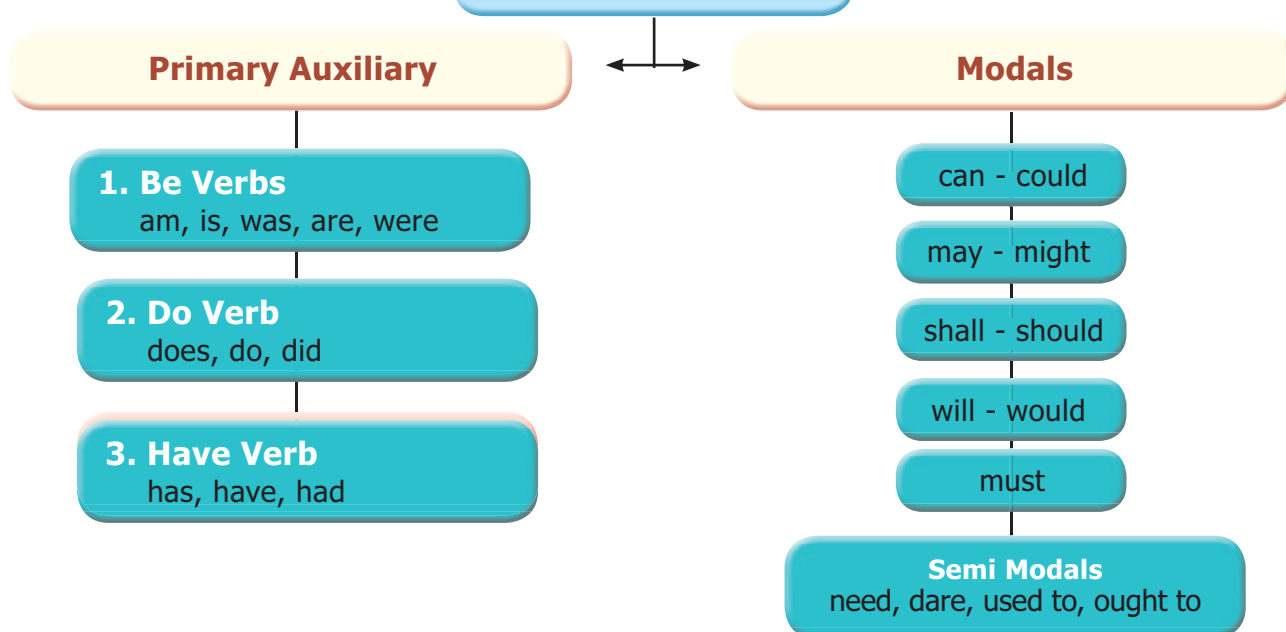 Primary Auxiliary
1. Be Verbs
am, is, was, are, were
2. Do Verb
does, do, did
3. Have Verb
has, have, had
Modals
can - could
may - might
shall - should
will - would
must
Semi Modals
need, dare, used to, ought to